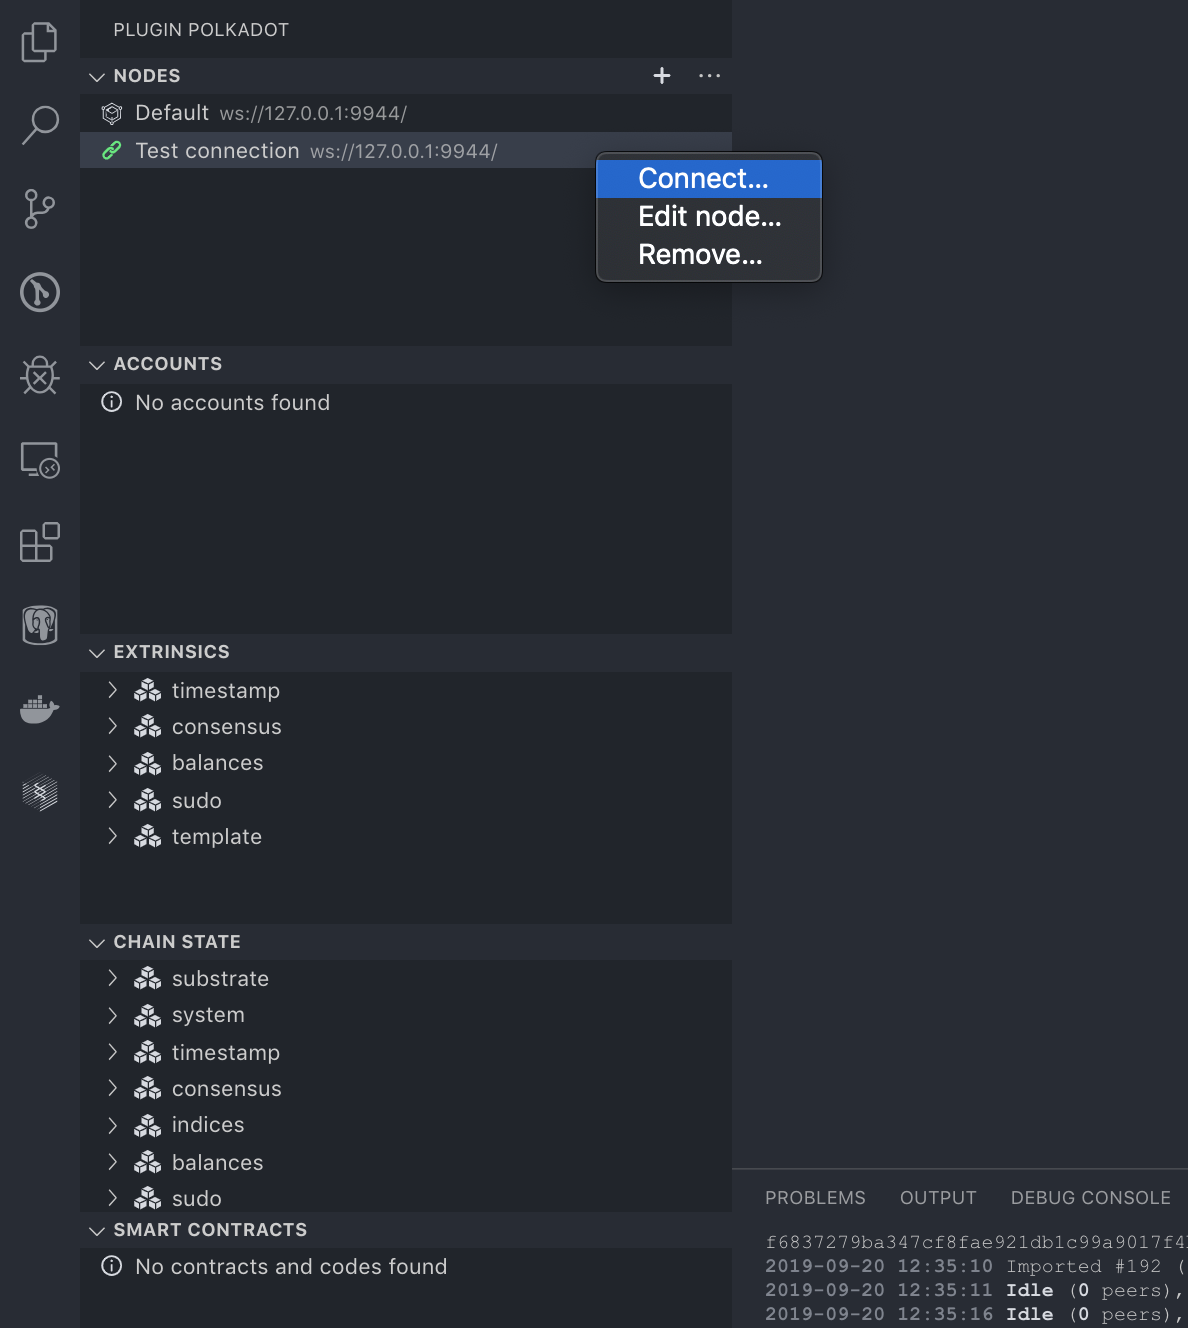 PLUGIN POLKADOT
NODES
Default ws://127.0.0.1:9944/
Test connection ws://127.0.0.1:9944/
Connect...
Edit node...
Remove...
ACCOUNTS
No accounts found
EXTRINSICS
timestamp
consensus
balances
sudo
template
CHAIN STATE
substrate
system
timestamp
consensus
indices
balances
sudo
SMART CONTRACTS
No contracts and codes found
PROBLEMS OUTPUT DEBUG CONSOLE
f6837279ba347cf8fae921db1c99a9017f4
2019-09-20 12:35:10 Imported #192 (
2019-09-20 12:35:11 Idle (0 peers),
2019-09-20 12:35:16 Idle (0 peers),